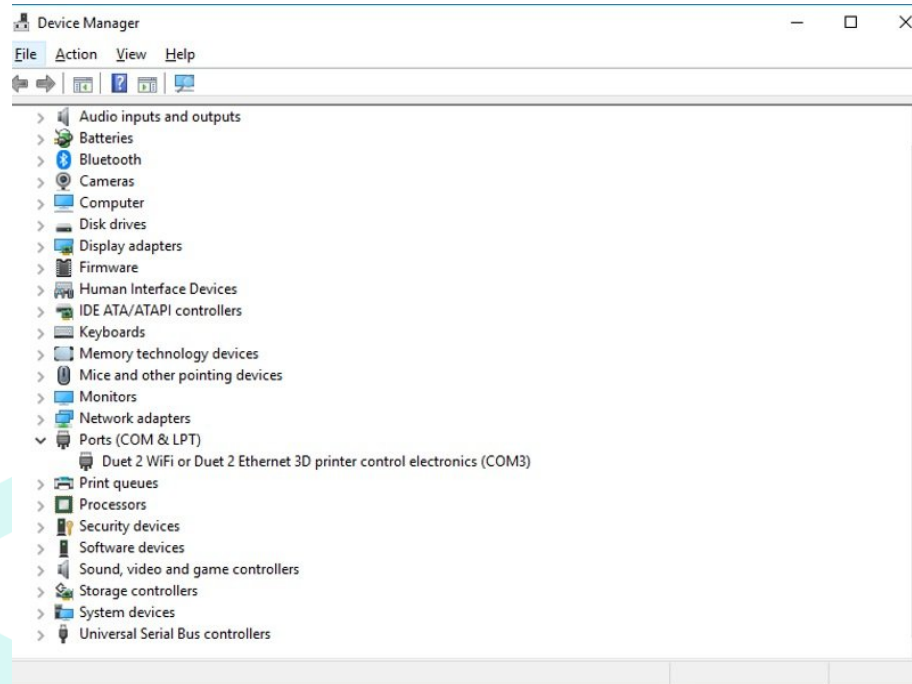 Device Manager
File Action View Help
Audio inputs and outputs
Batteries
Bluetooth
Cameras
Computer
Disk drives
Display adapters
Firmware
Human Interface Devices
IDE ATA/ATAPI controllers
Keyboards
Memory technology devices
Mice and other pointing devices
Monitors
Network adapters
Ports (COM & LPT)
Duet 2 WiFi or Duet 2 Ethernet 3D printer control electronics (COM3)
Print queues
Processors
Security devices
Software devices
Sound, video and game controllers
Storage controllers
System devices
Universal Serial Bus controllers